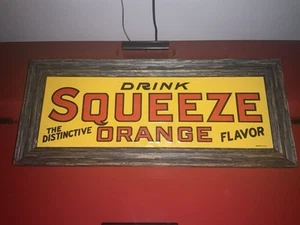 DRINK
SQUEEZE
THE DISTINCTIVE ORANGE FLAVOR